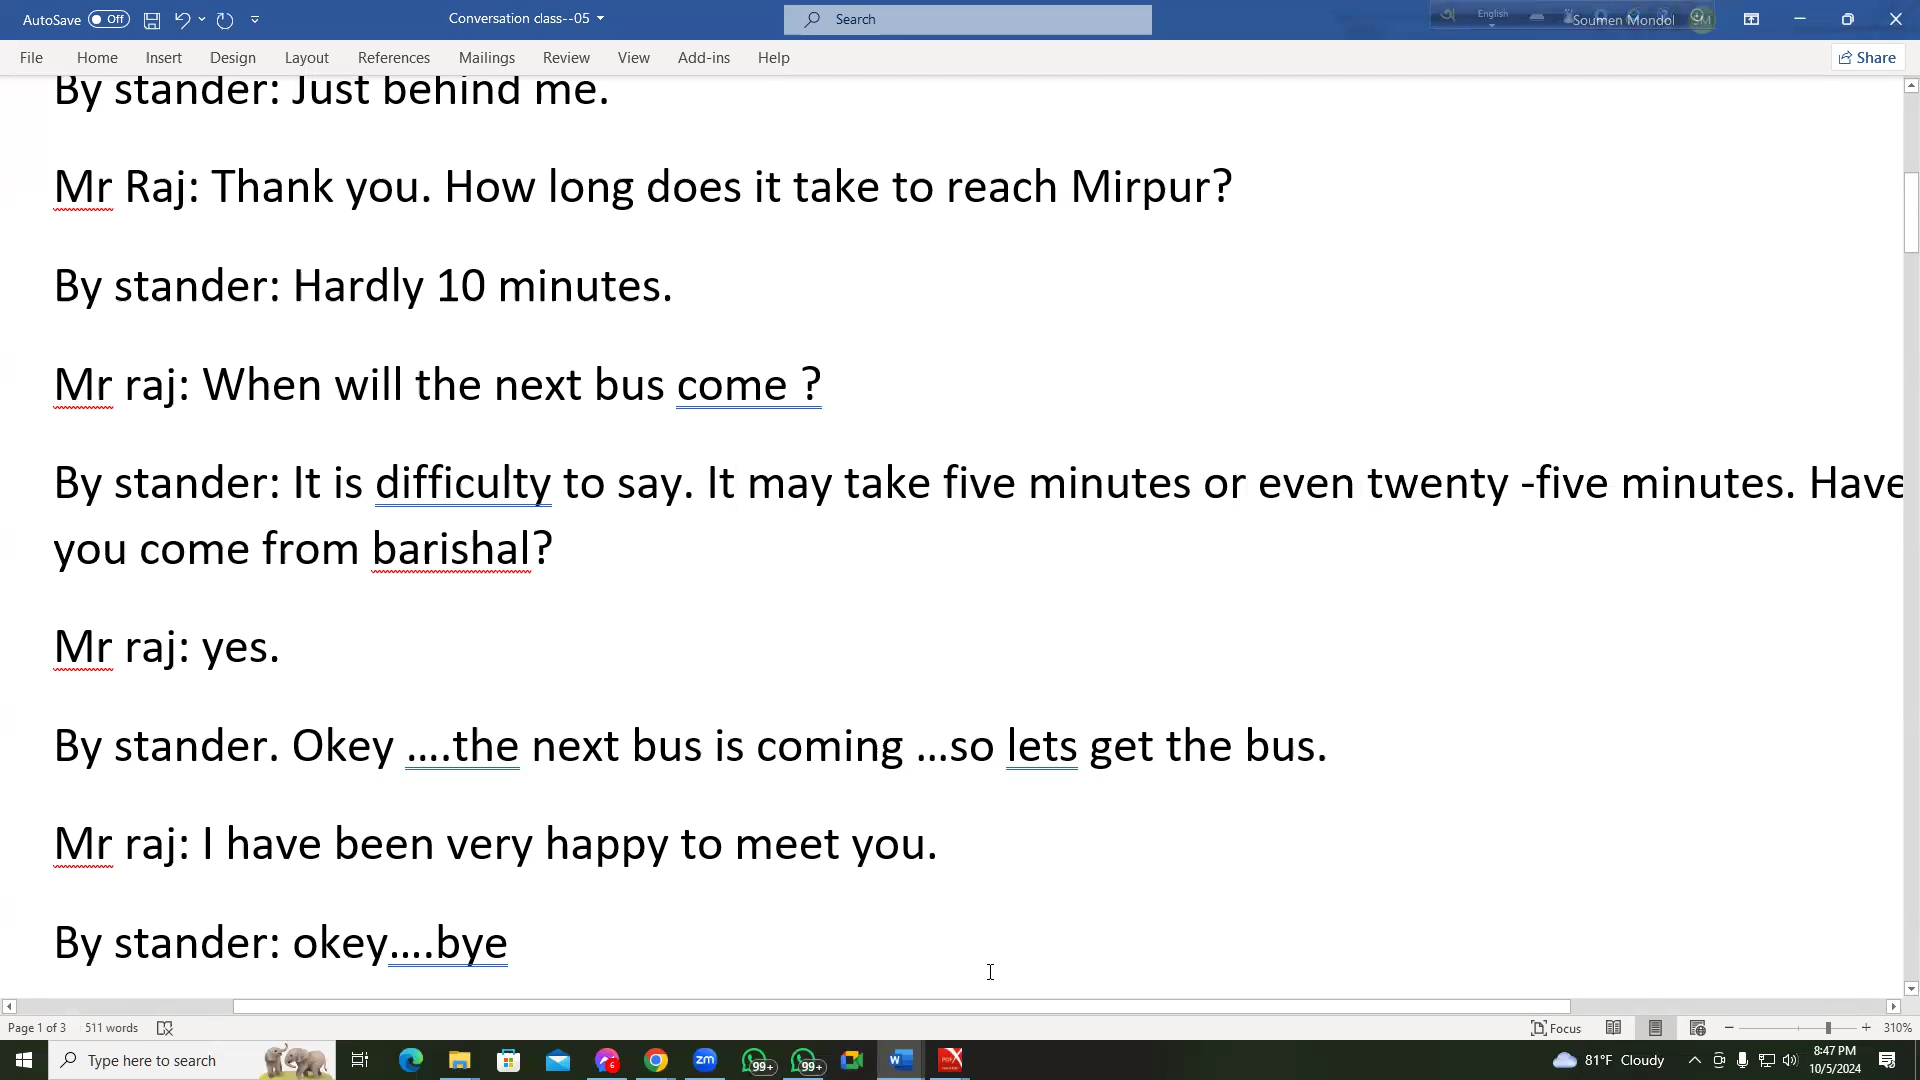 AutoSave Off Conversation class--05 Search English Soumen Mondol SM
File Home Insert Design Layout References Mailings Review View Add-ins Help Share
By stander: Just behind me.
Mr Raj: Thank you. How long does it take to reach Mirpur?
By stander: Hardly 10 minutes.
Mr raj: When will the next bus come ?
By stander: It is difficulty to say. It may take five minutes or even twenty -five minutes. Have
you come from barishal?
Mr raj: yes.
By stander. Okey ....the next bus is coming ...so lets get the bus.
Mr raj: I have been very happy to meet you.
By stander: okey....bye
Page 1 of 3 511 words Focus 310%
Type here to search 6 zm 99+ 99+ 81°F Cloudy 8:47 PM
10/5/2024